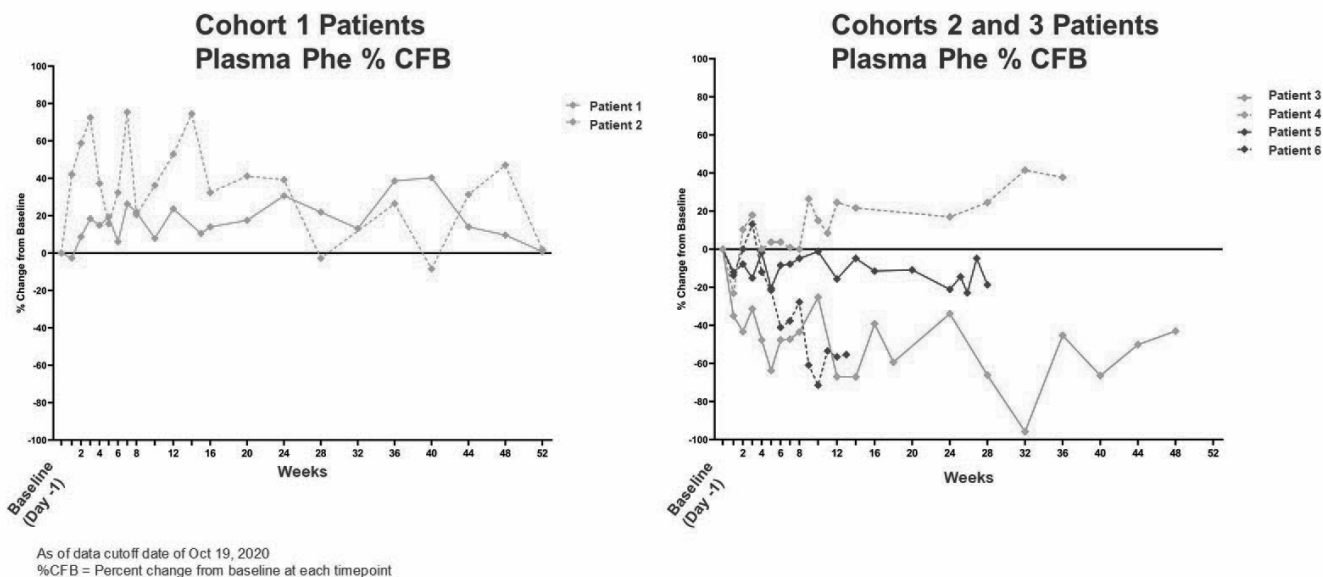 Cohort 1 Patients
Plasma Phe % CFB
100
80
60
40
20
0
-20
-40
-60
-80
-100
% Change from Baseline
Patient 1
Patient 2
2 4 6 8 12 16 20 24 28 32 36 40 44 48 52
Baseline
(Day -1)
Weeks
Cohorts 2 and 3 Patients
Plasma Phe % CFB
100
80
60
40
20
0
-20
-40
-60
-80
-100
% Change from Baseline
Patient 3
Patient 4
Patient 5
Patient 6
2 4 6 8 12 16 20 24 28 32 36 40 44 48 52
Baseline
(Day -1)
Weeks
As of data cutoff date of Oct 19, 2020
%CFB = Percent change from baseline at each timepoint